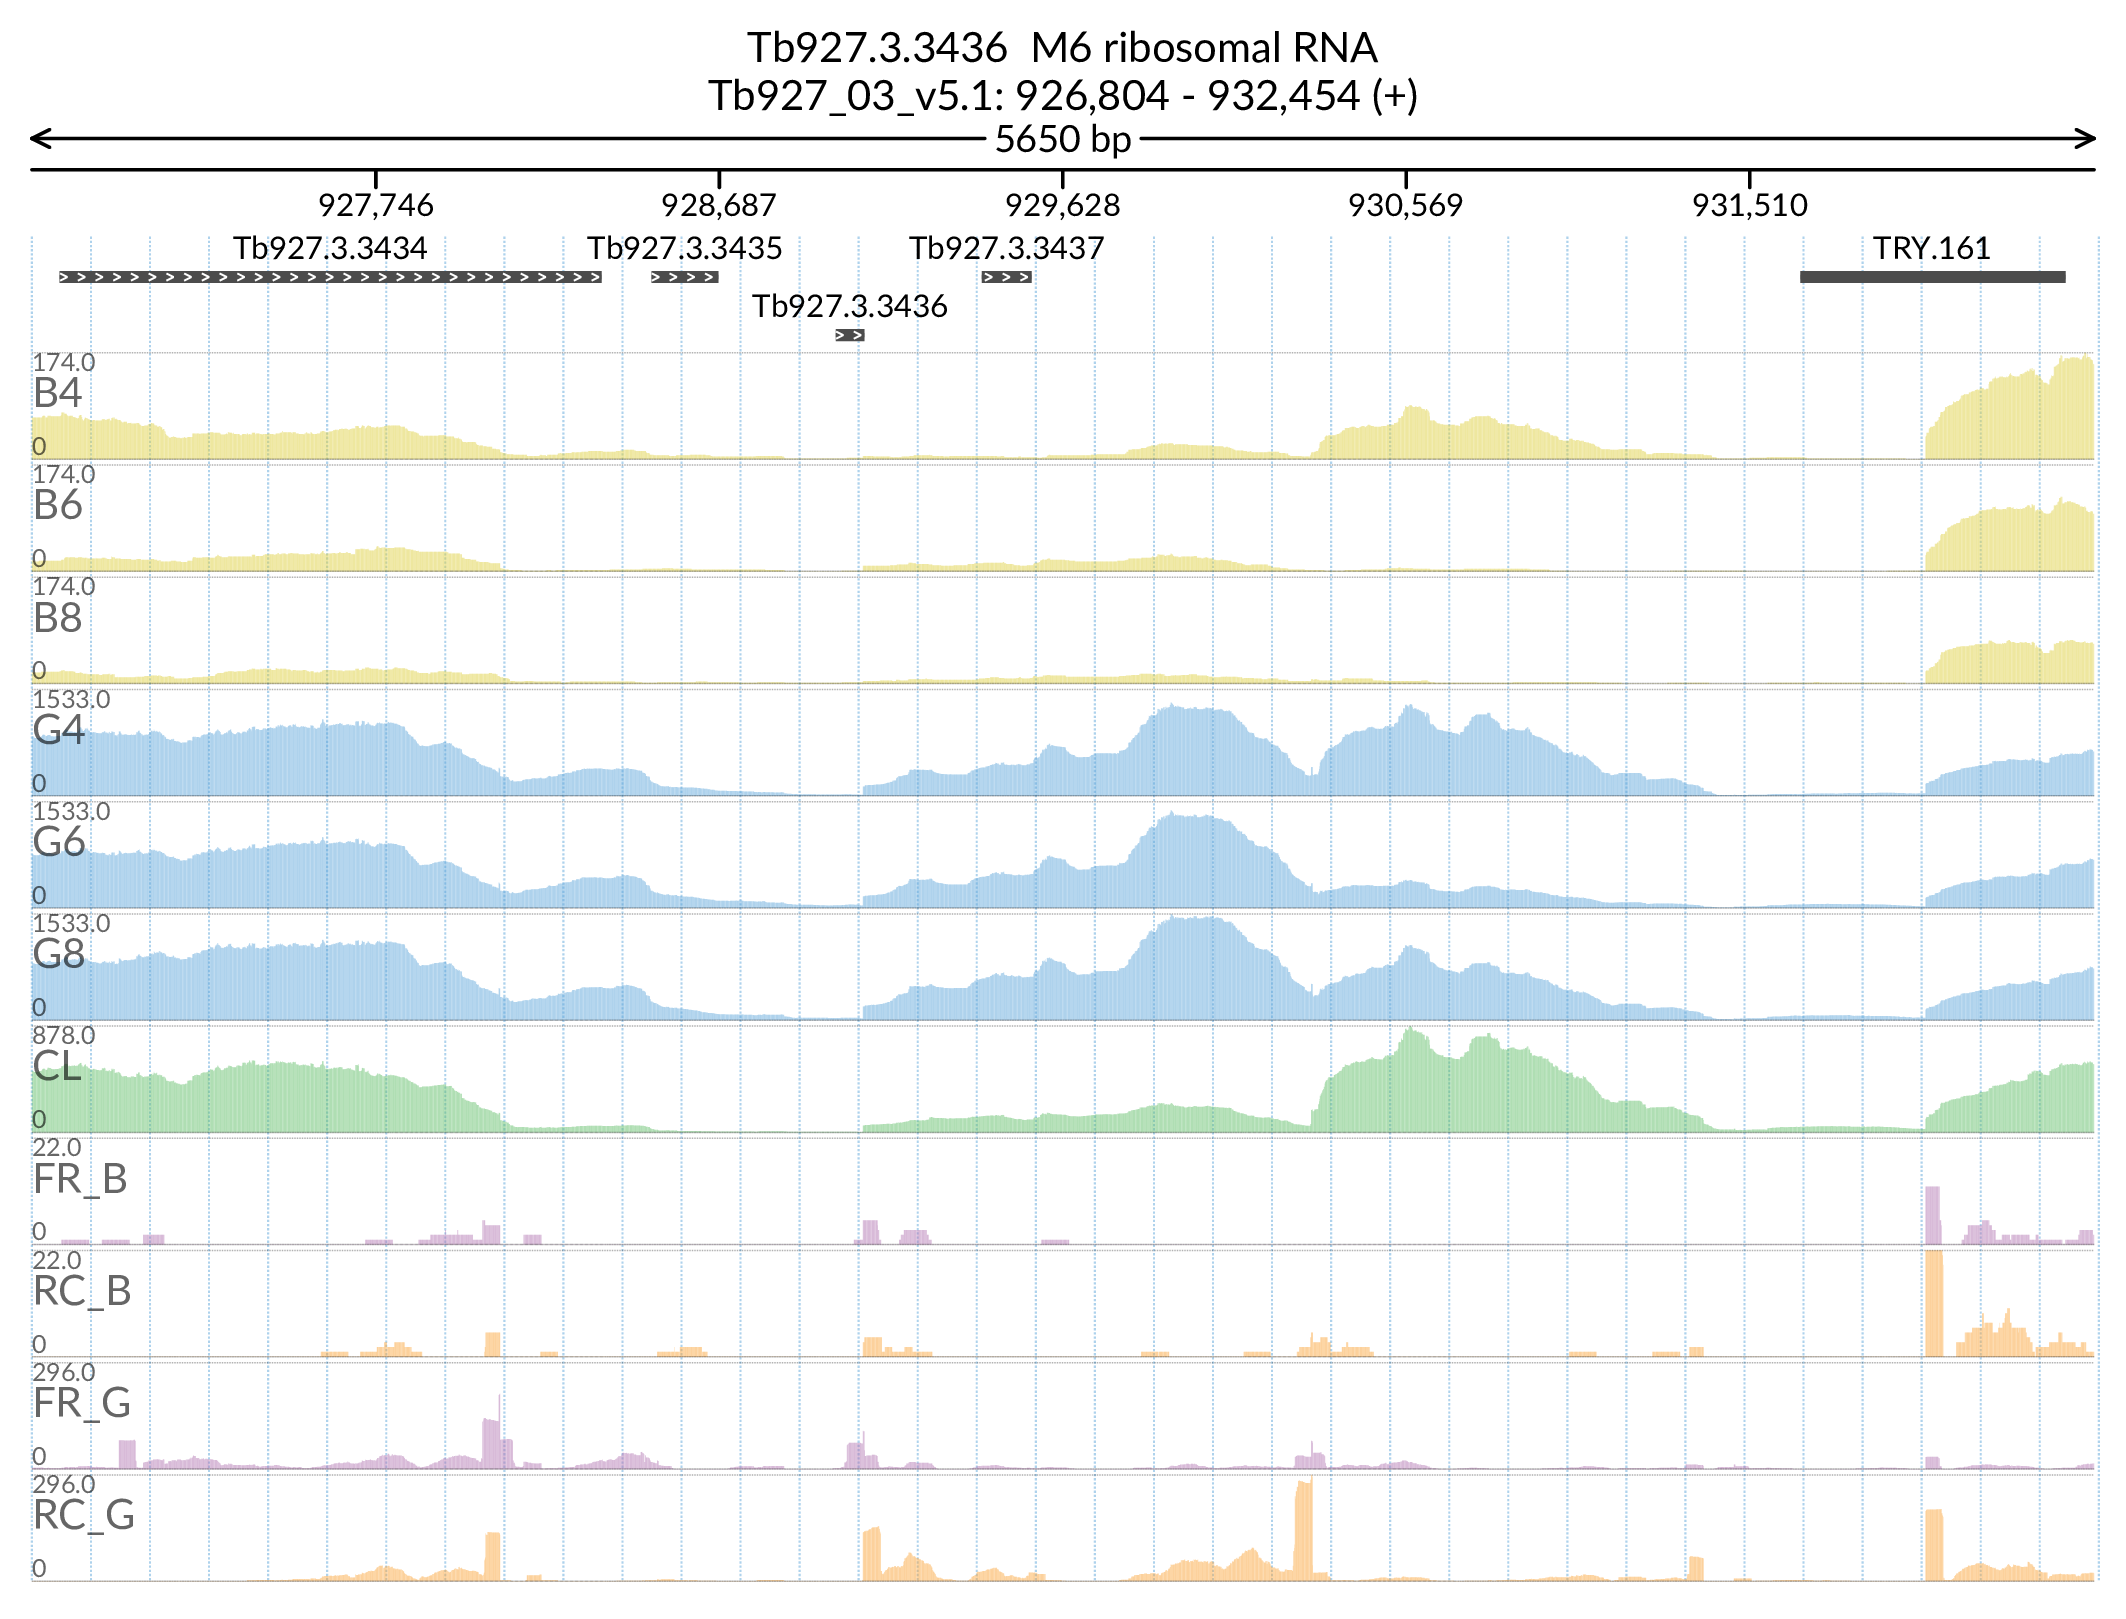 Tb927.3.3436 M6 ribosomal RNA
Tb927_03_v5.1: 926,804 - 932,454 (+)
5650 bp
927,746 928,687 929,628 930,569 931,510
Tb927.3.3434 Tb927.3.3435 Tb927.3.3437 TRY.161
Tb927.3.3436
174.0
B4
0
174.0
B6
0
174.0
B8
0
1533.0
G4
0
1533.0
G6
0
1533.0
G8
0
878.0
CL
0
22.0
FR_B
0
22.0
RC_B
0
296.0
FR_G
0
296.0
RC_G
0